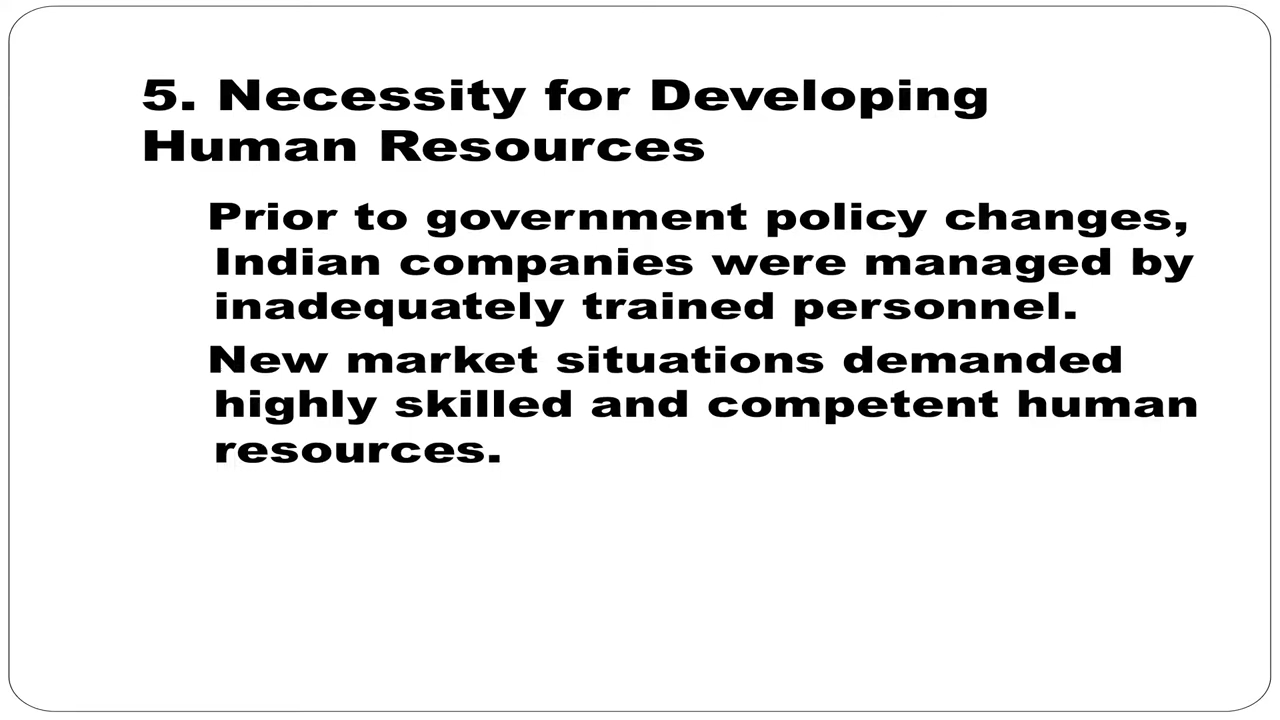 5. Necessity for Developing
Human Resources
Prior to government policy changes,
Indian companies were managed by
inadequately trained personnel.
New market situations demanded
highly skilled and competent human
resources.